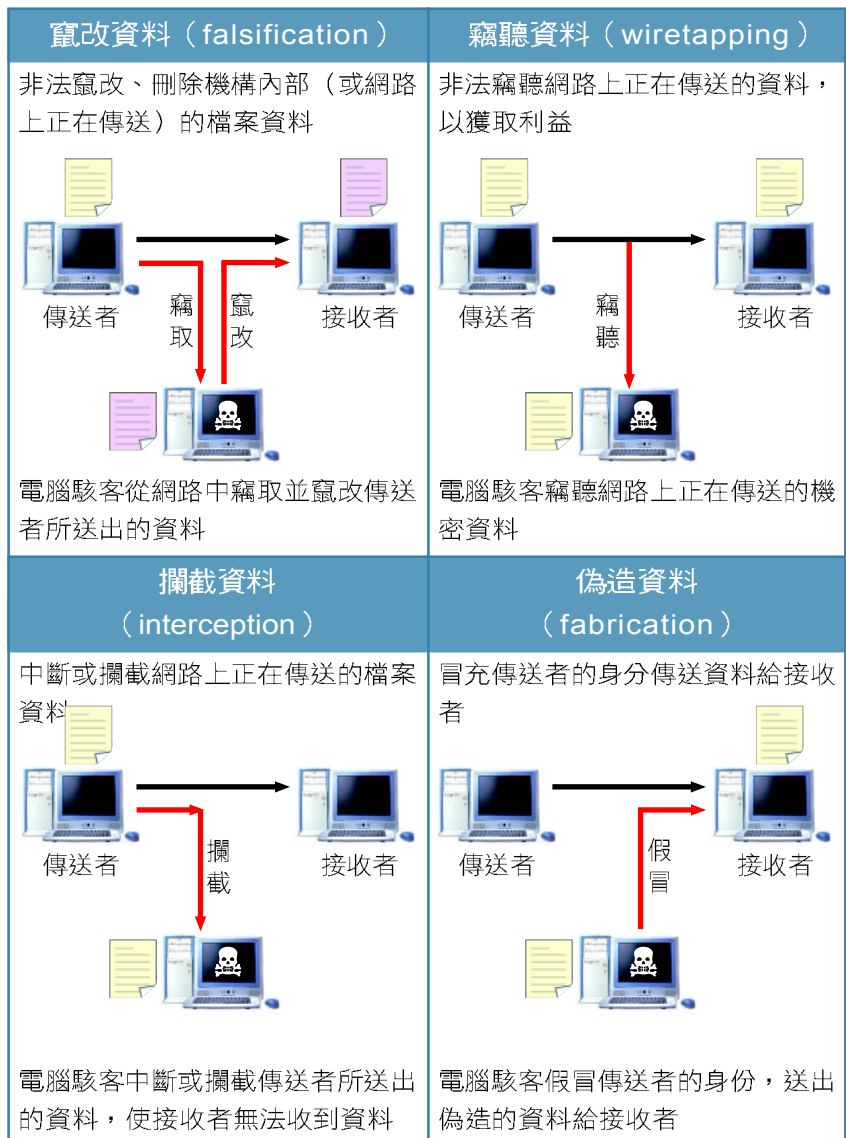 竄改資料（falsification）
非法竄改、刪除機構內部（或網路
上正在傳送）的檔案資料
傳送者
竊取
竄改
接收者
電腦駭客從網路中竊取並竄改傳送
者所送出的資料
竊聽資料（wiretapping）
非法竊聽網路上正在傳送的資料，
以獲取利益
傳送者
竊聽
接收者
電腦駭客竊聽網路上正在傳送的機
密資料
攔截資料
（interception）
中斷或攔截網路上正在傳送的檔案
資料
傳送者
攔截
接收者
電腦駭客中斷或攔截傳送者所送出
的資料，使接收者無法收到資料
偽造資料
（fabrication）
冒充傳送者的身分傳送資料給接收
者
傳送者
假冒
接收者
電腦駭客假冒傳送者的身份，送出
偽造的資料給接收者